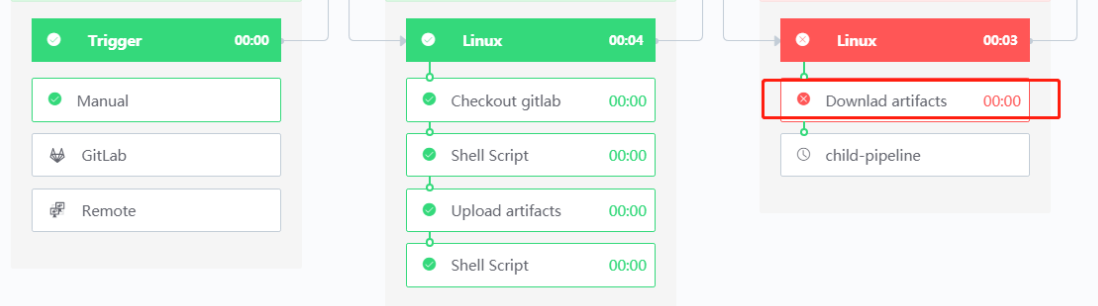 Trigger 00:00
Manual
GitLab
Remote
Linux 00:04
Checkout gitlab 00:00
Shell Script 00:00
Upload artifacts 00:00
Shell Script 00:00
Linux 00:03
Downlad artifacts 00:00
child-pipeline